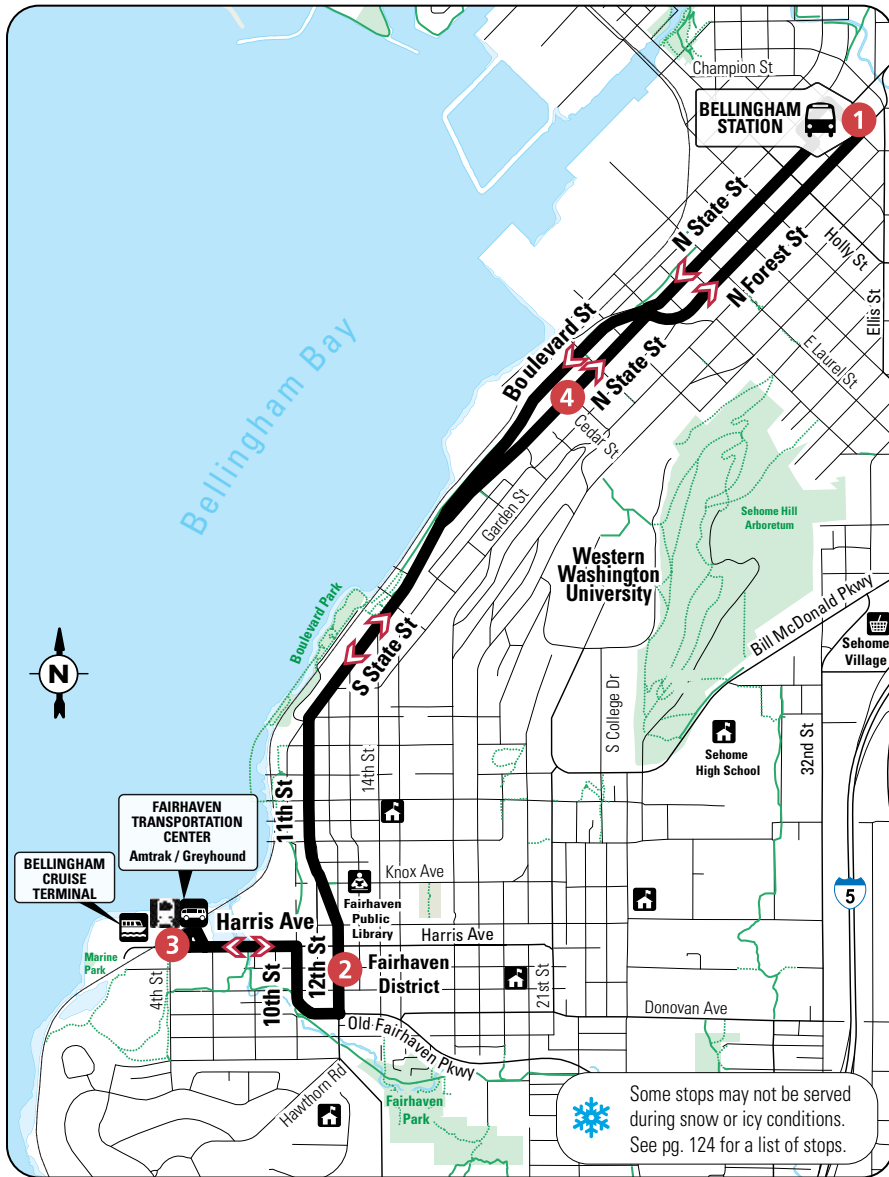 Champion St
BELLINGHAM
STATION
1
N State St
N Forest St
Holly St
Ellis St
Boulevard St
N State St
E Laurel St
4
Cedar St
Bellingham Bay
Garden St
Sehome Hill
Arboretum
Western
Washington
University
Bill McDonald Pkwy
Sehome
Village
Boulevard Park
S State St
N
S College Dr
32nd St
Sehome
High School
14th St
11th St
FAIRHAVEN
TRANSPORTATION
CENTER
Amtrak / Greyhound
BELLINGHAM
CRUISE
TERMINAL
Knox Ave
Fairhaven
Public
Library
5
Harris Ave
Harris Ave
3
Marine
Park
4th St
10th St
12th St
2
Fairhaven
District
21st St
Donovan Ave
Old Fairhaven Pkwy
Hawthorn Rd
Fairhaven
Park
Some stops may not be served
during snow or icy conditions.
See pg. 124 for a list of stops.